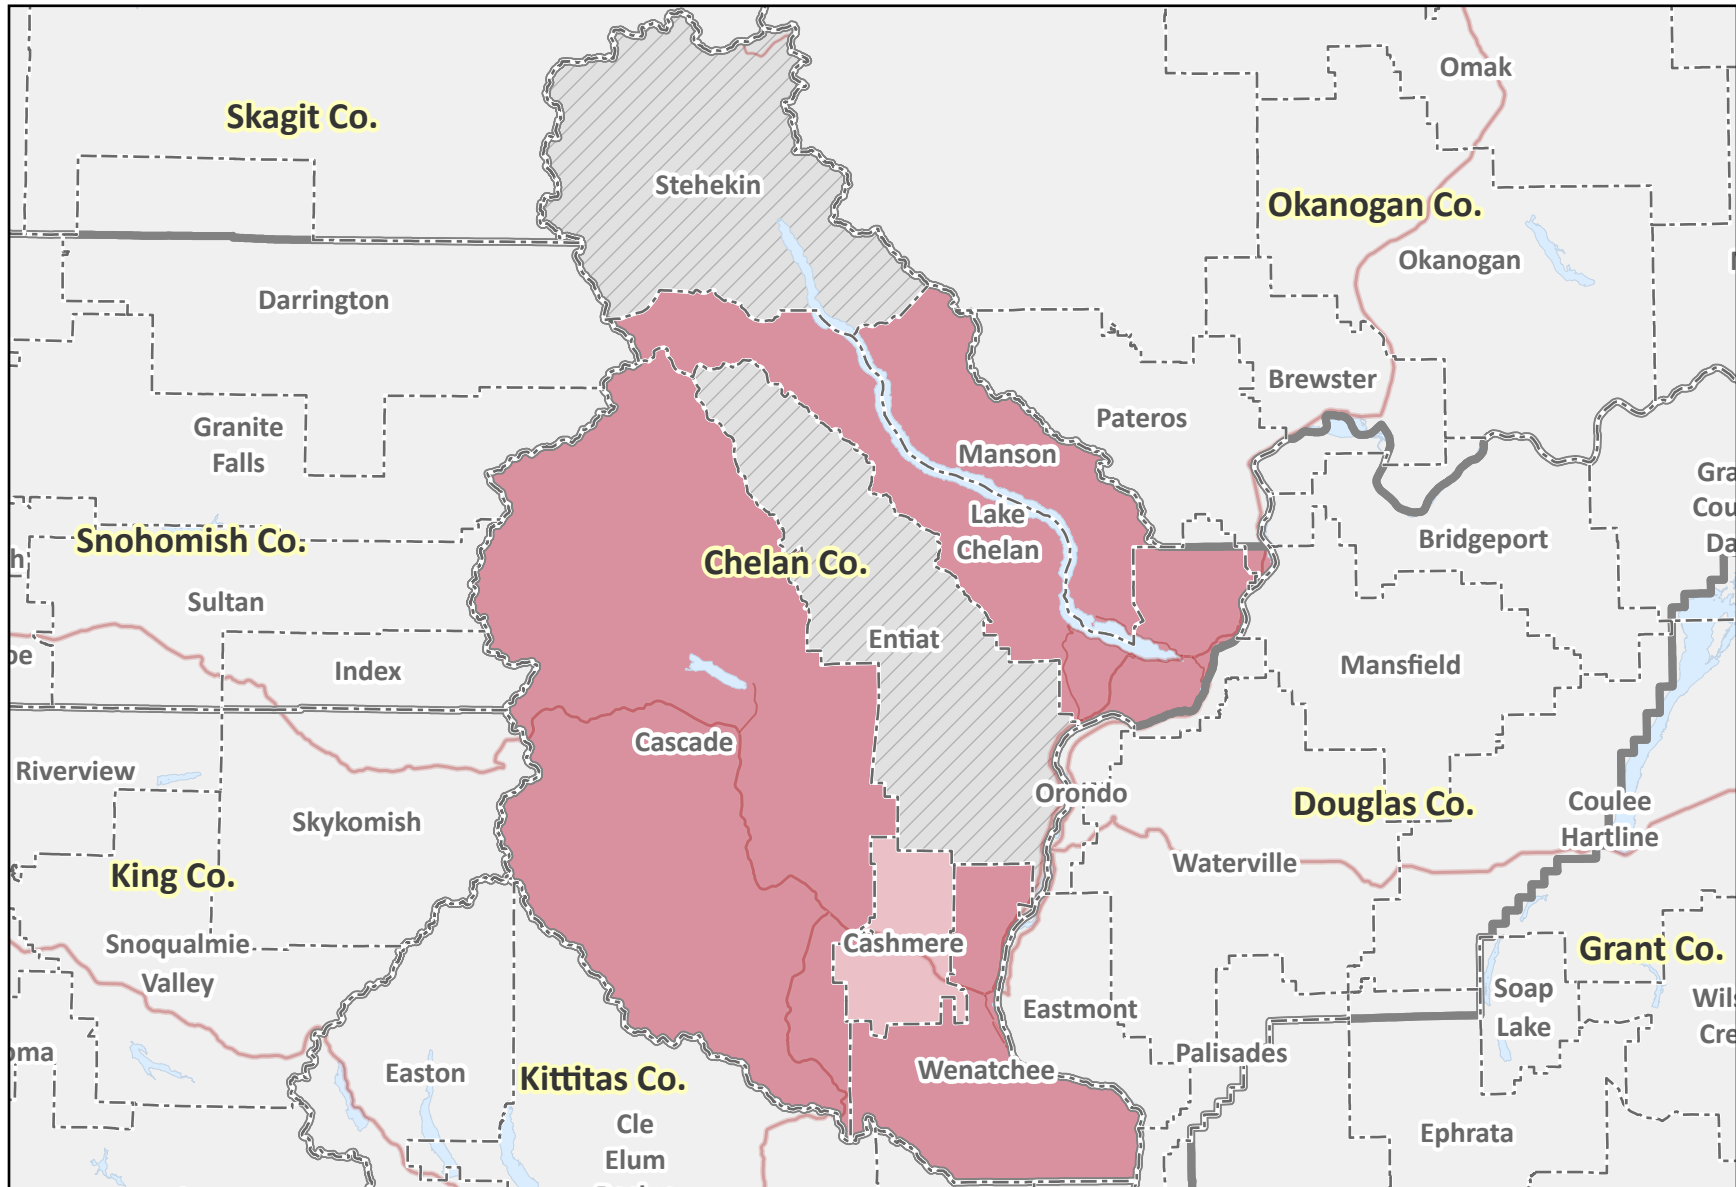 Omak
Skagit Co.
Stehekin
Okanogan Co.
Okanogan
Darrington
Brewster
Pateros
Granite
Falls
Manson
Lake
Chelan
Snohomish Co.
Chelan Co.
Bridgeport
Sultan
Entiat
Index
Mansfield
Cascade
Riverview
Orondo
Douglas Co.
Coulee
Hartline
Skykomish
Waterville
King Co.
Snoqualmie
Valley
Cashmere
Grant Co.
Soap
Lake
Eastmont
Palisades
Easton
Kittitas Co.
Wenatchee
Cle
Elum
Ephrata